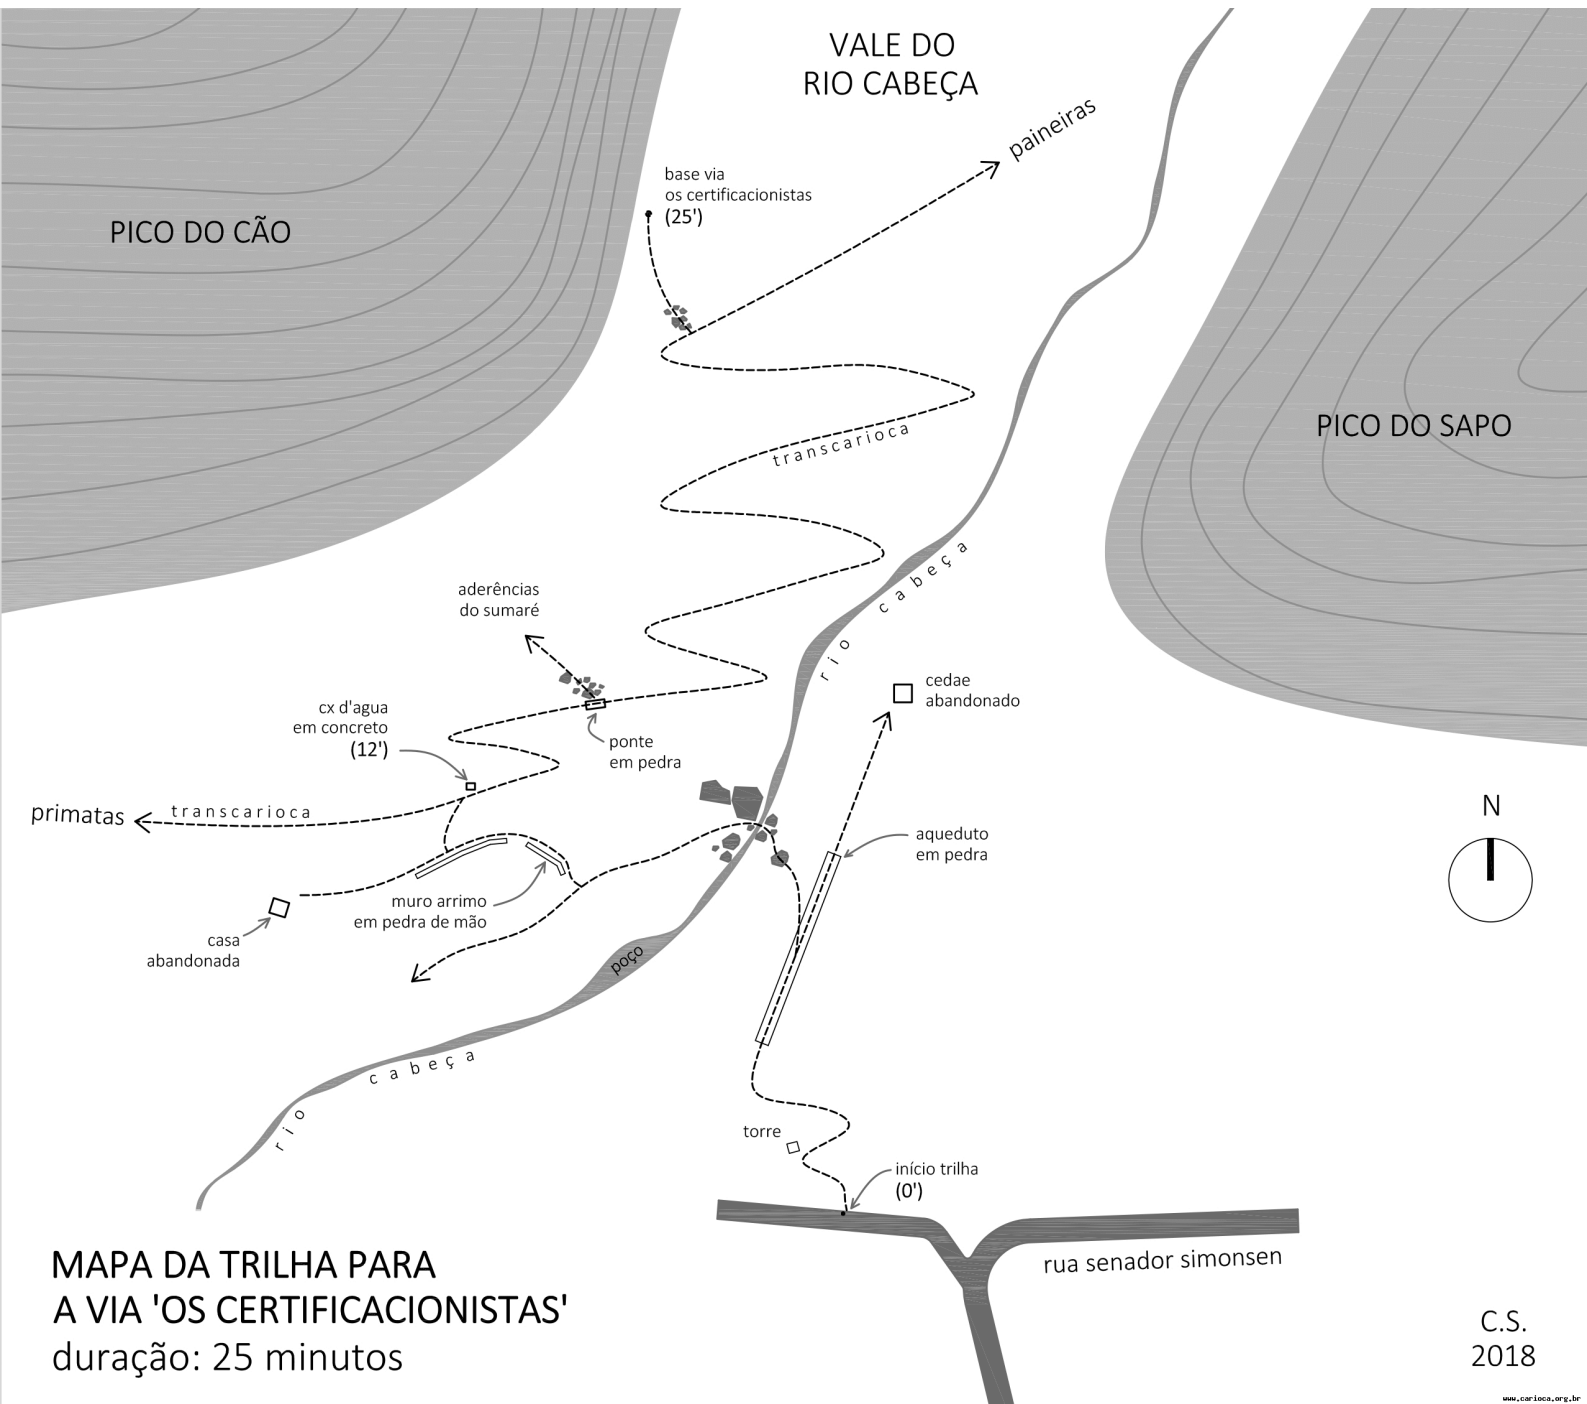 VALE DO
RIO CABEÇA
paineiras
base via
os certificacionistas
(25')
PICO DO CÃO
PICO DO SAPO
transcarioca
rio cabeça
aderências
do sumaré
cedae
abandonado
cx d'agua
em concreto
(12')
ponte
em pedra
primatas
transcarioca
N
aqueduto
em pedra
muro arrimo
em pedra de mão
casa
abandonada
poço
rio cabeça
torre
início trilha
(0')
rua senador simonsen
MAPA DA TRILHA PARA
A VIA 'OS CERTIFICACIONISTAS'
duração: 25 minutos
C.S.
2018
www.carioca.org.br